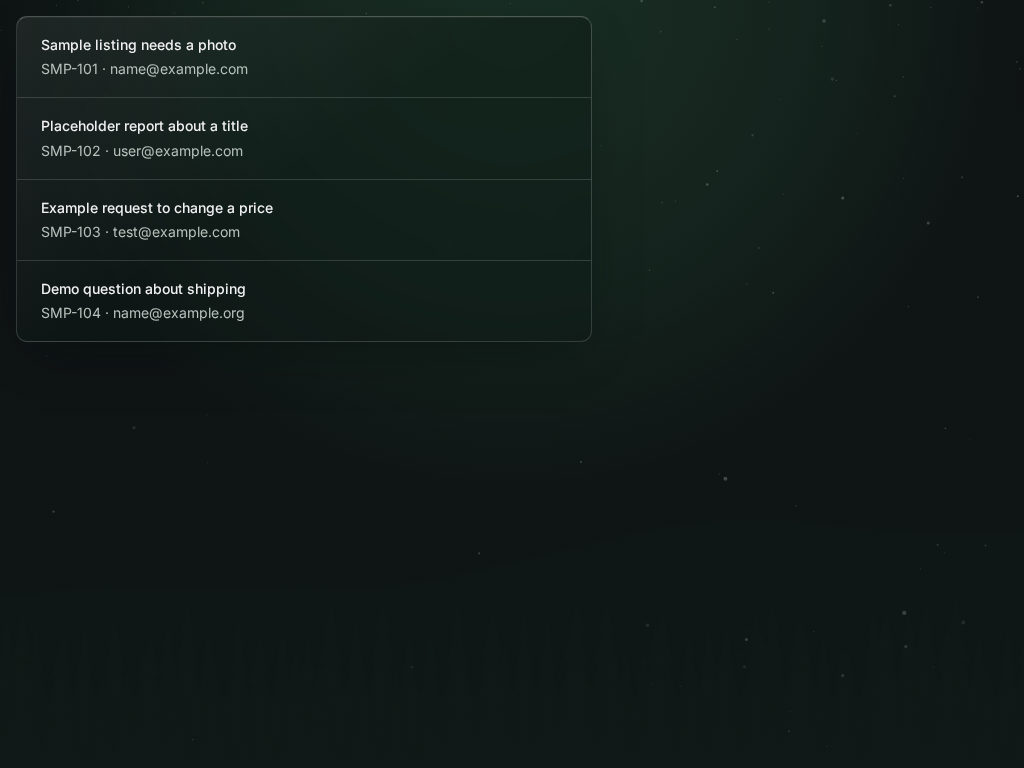 Sample listing needs a photo
SMP-101 · name@example.com
Placeholder report about a title
SMP-102 · user@example.com
Example request to change a price
SMP-103 · test@example.com
Demo question about shipping
SMP-104 · name@example.org